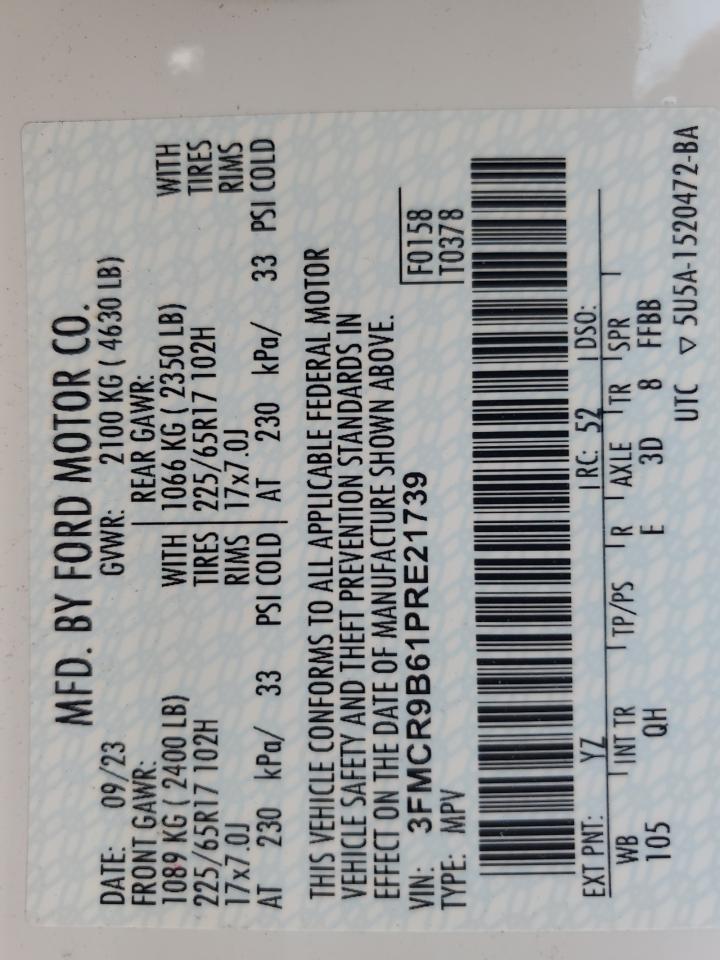 MFD. BY FORD MOTOR CO.
DATE: 09/23 GVWR: 2100 KG ( 4630 LB)
FRONT GAWR: REAR GAWR:
1089 KG ( 2400 LB) WITH 1066 KG ( 2350 LB) WITH
225/65R17 102H TIRES 225/65R17 102H TIRES
17x7.0J RIMS 17x7.0J RIMS
AT 230 kPa/ 33 PSI COLD AT 230 kPa/ 33 PSI COLD
THIS VEHICLE CONFORMS TO ALL APPLICABLE FEDERAL MOTOR
VEHICLE SAFETY AND THEFT PREVENTION STANDARDS IN
EFFECT ON THE DATE OF MANUFACTURE SHOWN ABOVE.
VIN: 3FMCR9B61PRE21739 F0158
TYPE: MPV T0378
EXT PNT: YZ RC: 52 DSO:
WB INT TR TP/PS R AXLE TR SPR
105 QH E 3D 8 FFBB
UTC ▽ 5U5A-1520472-BA